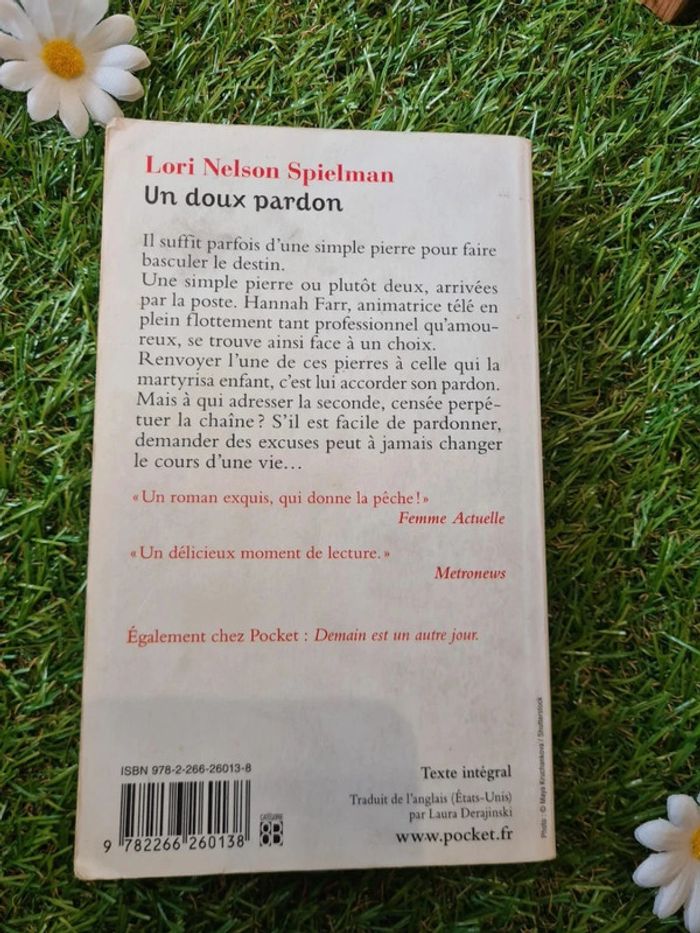 Lori Nelson Spielman
Un doux pardon
Il suffit parfois d'une simple pierre pour faire
basculer le destin.
Une simple pierre ou plutôt deux, arrivées
par la poste. Hannah Farr, animatrice télé en
plein flottement tant professionnel qu'amou-
reux, se trouve ainsi face à un choix.
Renvoyer l'une de ces pierres à celle qui la
martyrisa enfant, c'est lui accorder son pardon.
Mais à qui adresser la seconde, censée perpé-
tuer la chaîne ? S'il est facile de pardonner,
demander des excuses peut à jamais changer
le cours d'une vie…
« Un roman exquis, qui donne la pêche ! »
Femme Actuelle
« Un délicieux moment de lecture. »
Metronews
Également chez Pocket : Demain est un autre jour.
ISBN 978-2-266-26013-8
9 782266 260138
CATÉGORIE
Texte intégral
Traduit de l'anglais (États-Unis)
par Laura Derajinski
www.pocket.fr
Photo : © Maya Kruchankova / Shutterstock